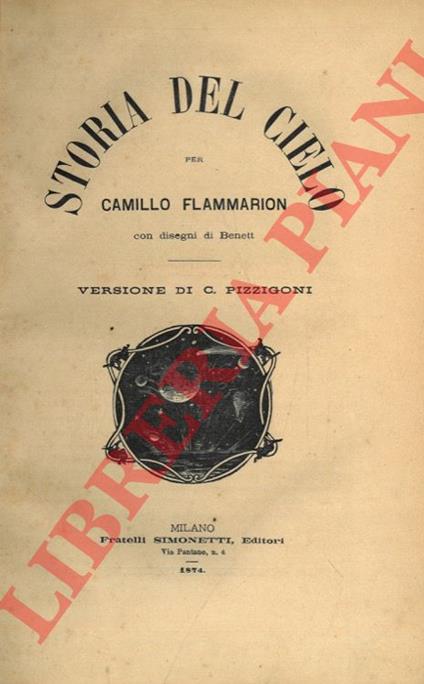 STORIA DEL CIELO
PER
CAMILLO FLAMMARION
con disegni di Benett
VERSIONE DI C. PIZZIGONI
MILANO
Fratelli SIMONETTI, Editori
Via Pantano, n. 4
1874.
LIBRERIA PIANI